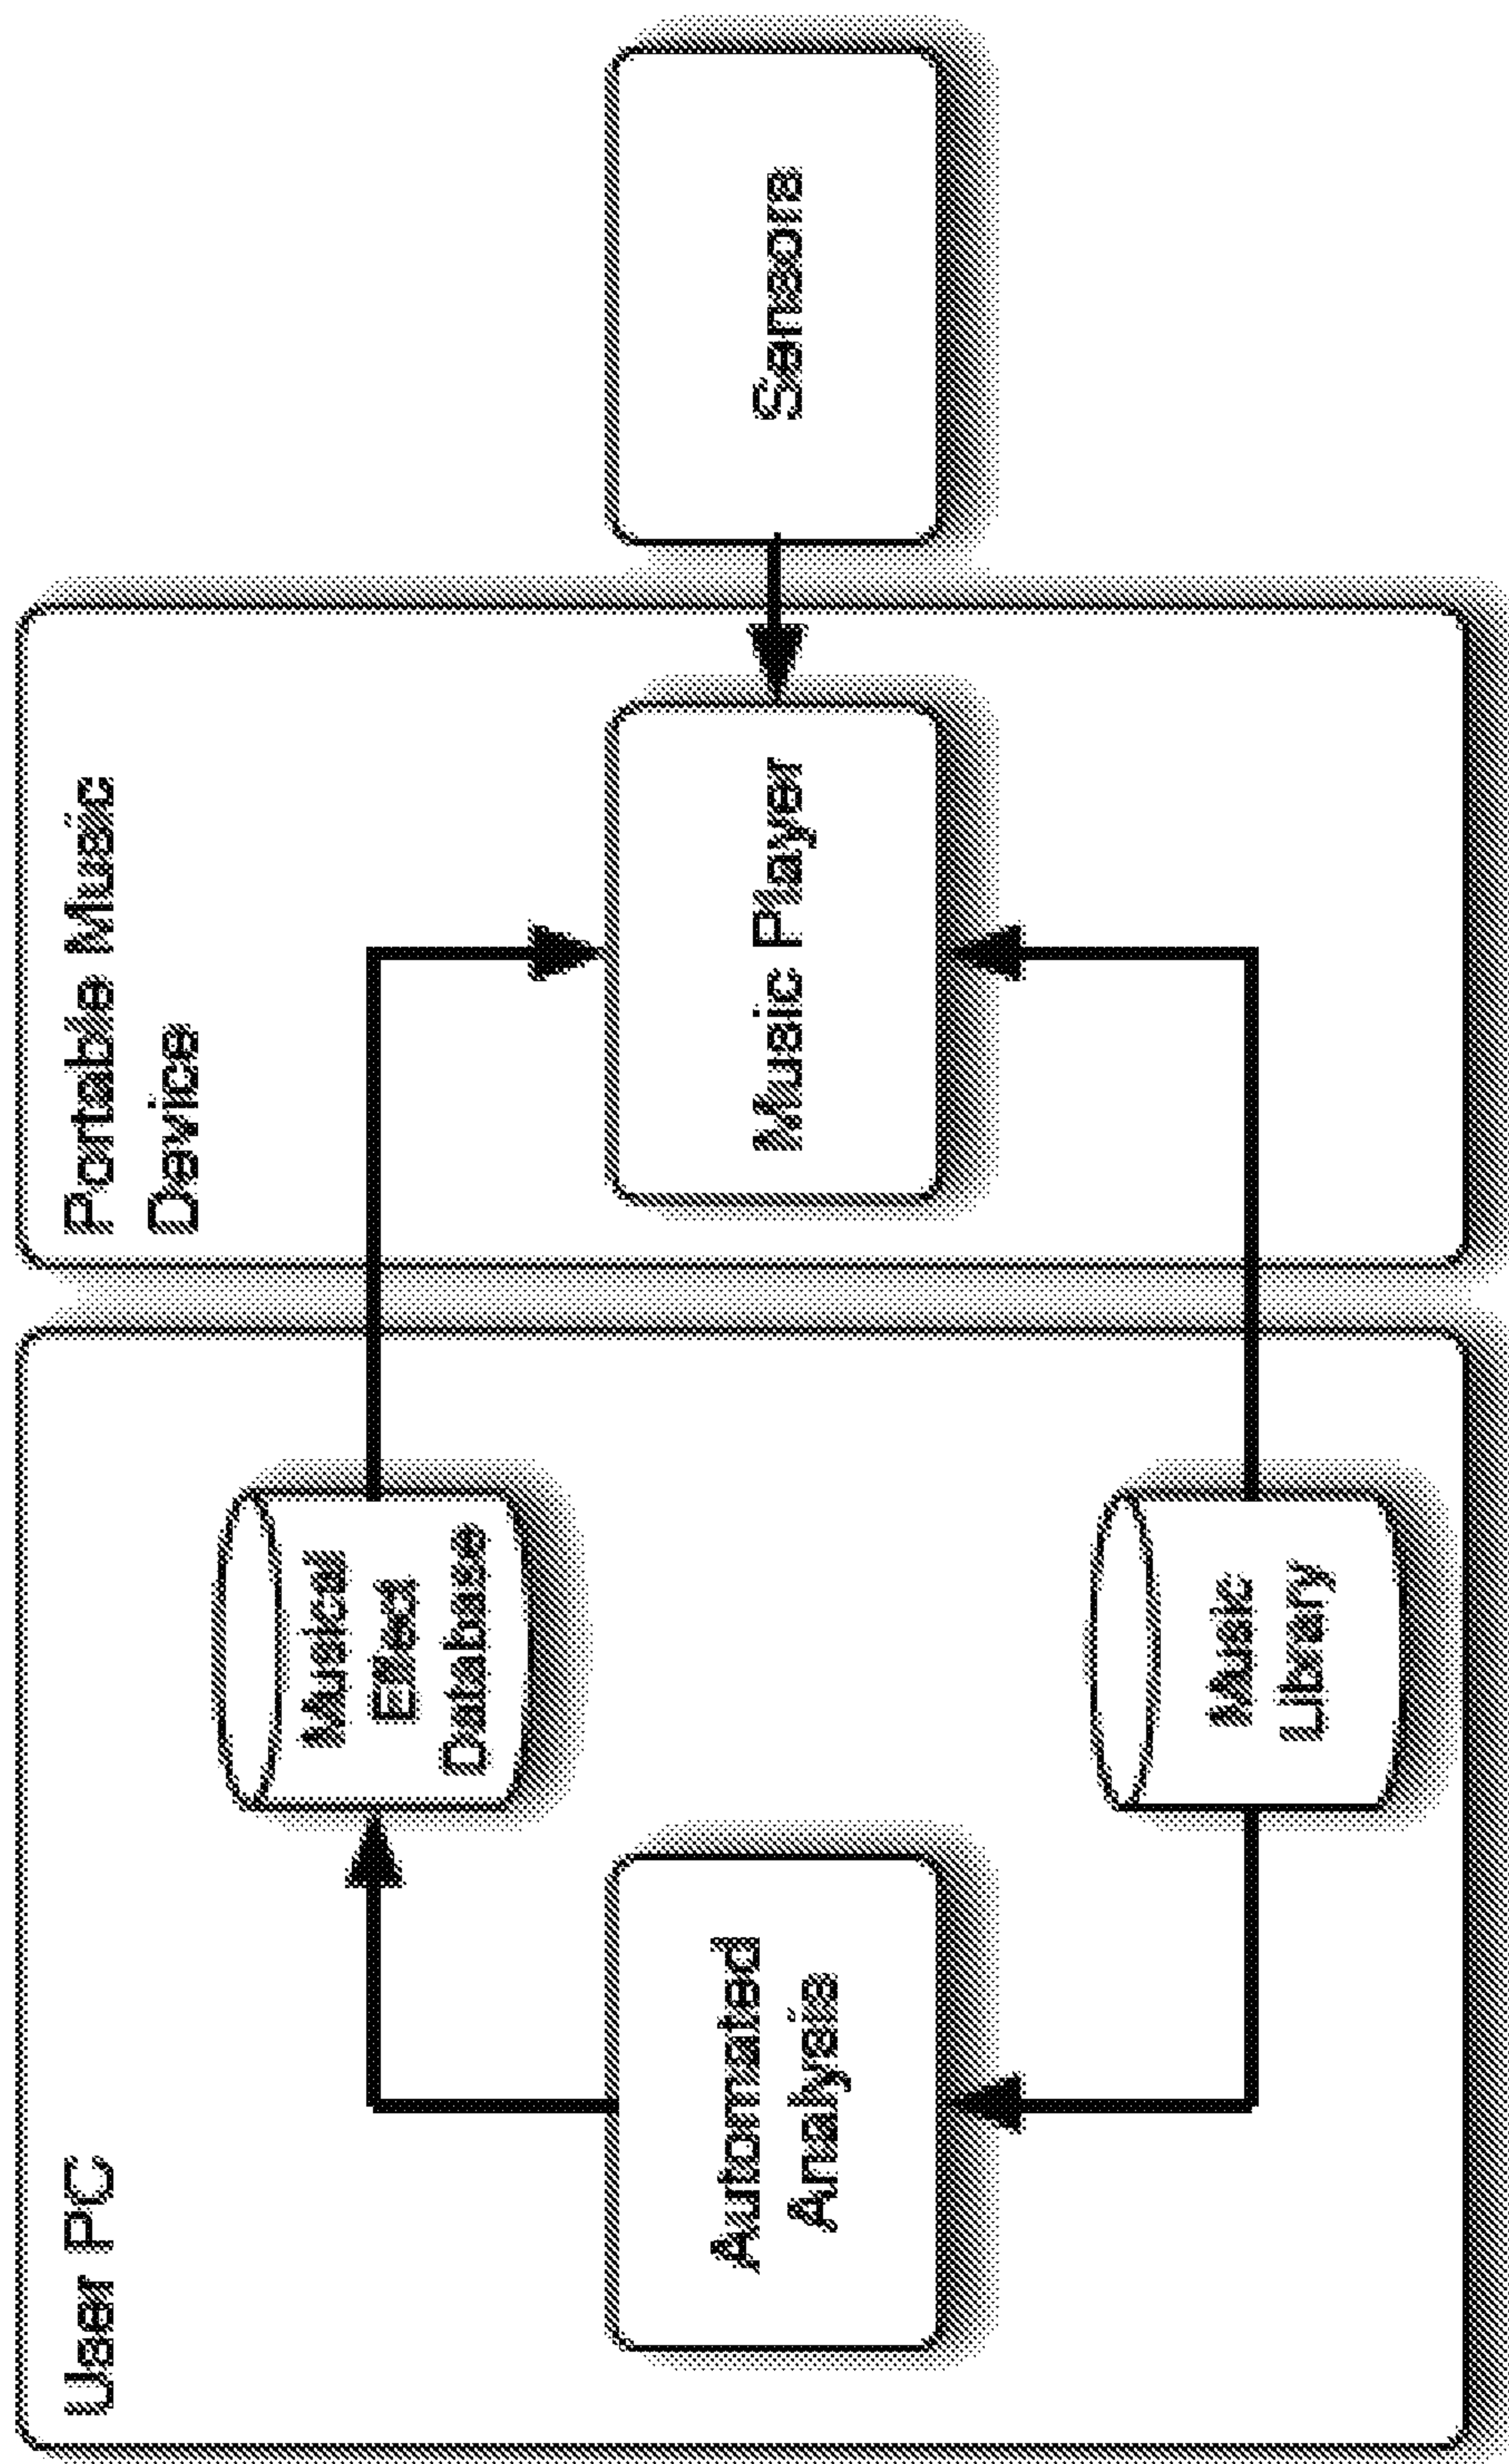 User PC
Musical
Effect
Database
Automated
Analysis
Music
Library
Portable Music
Device
Music Player
Sensors